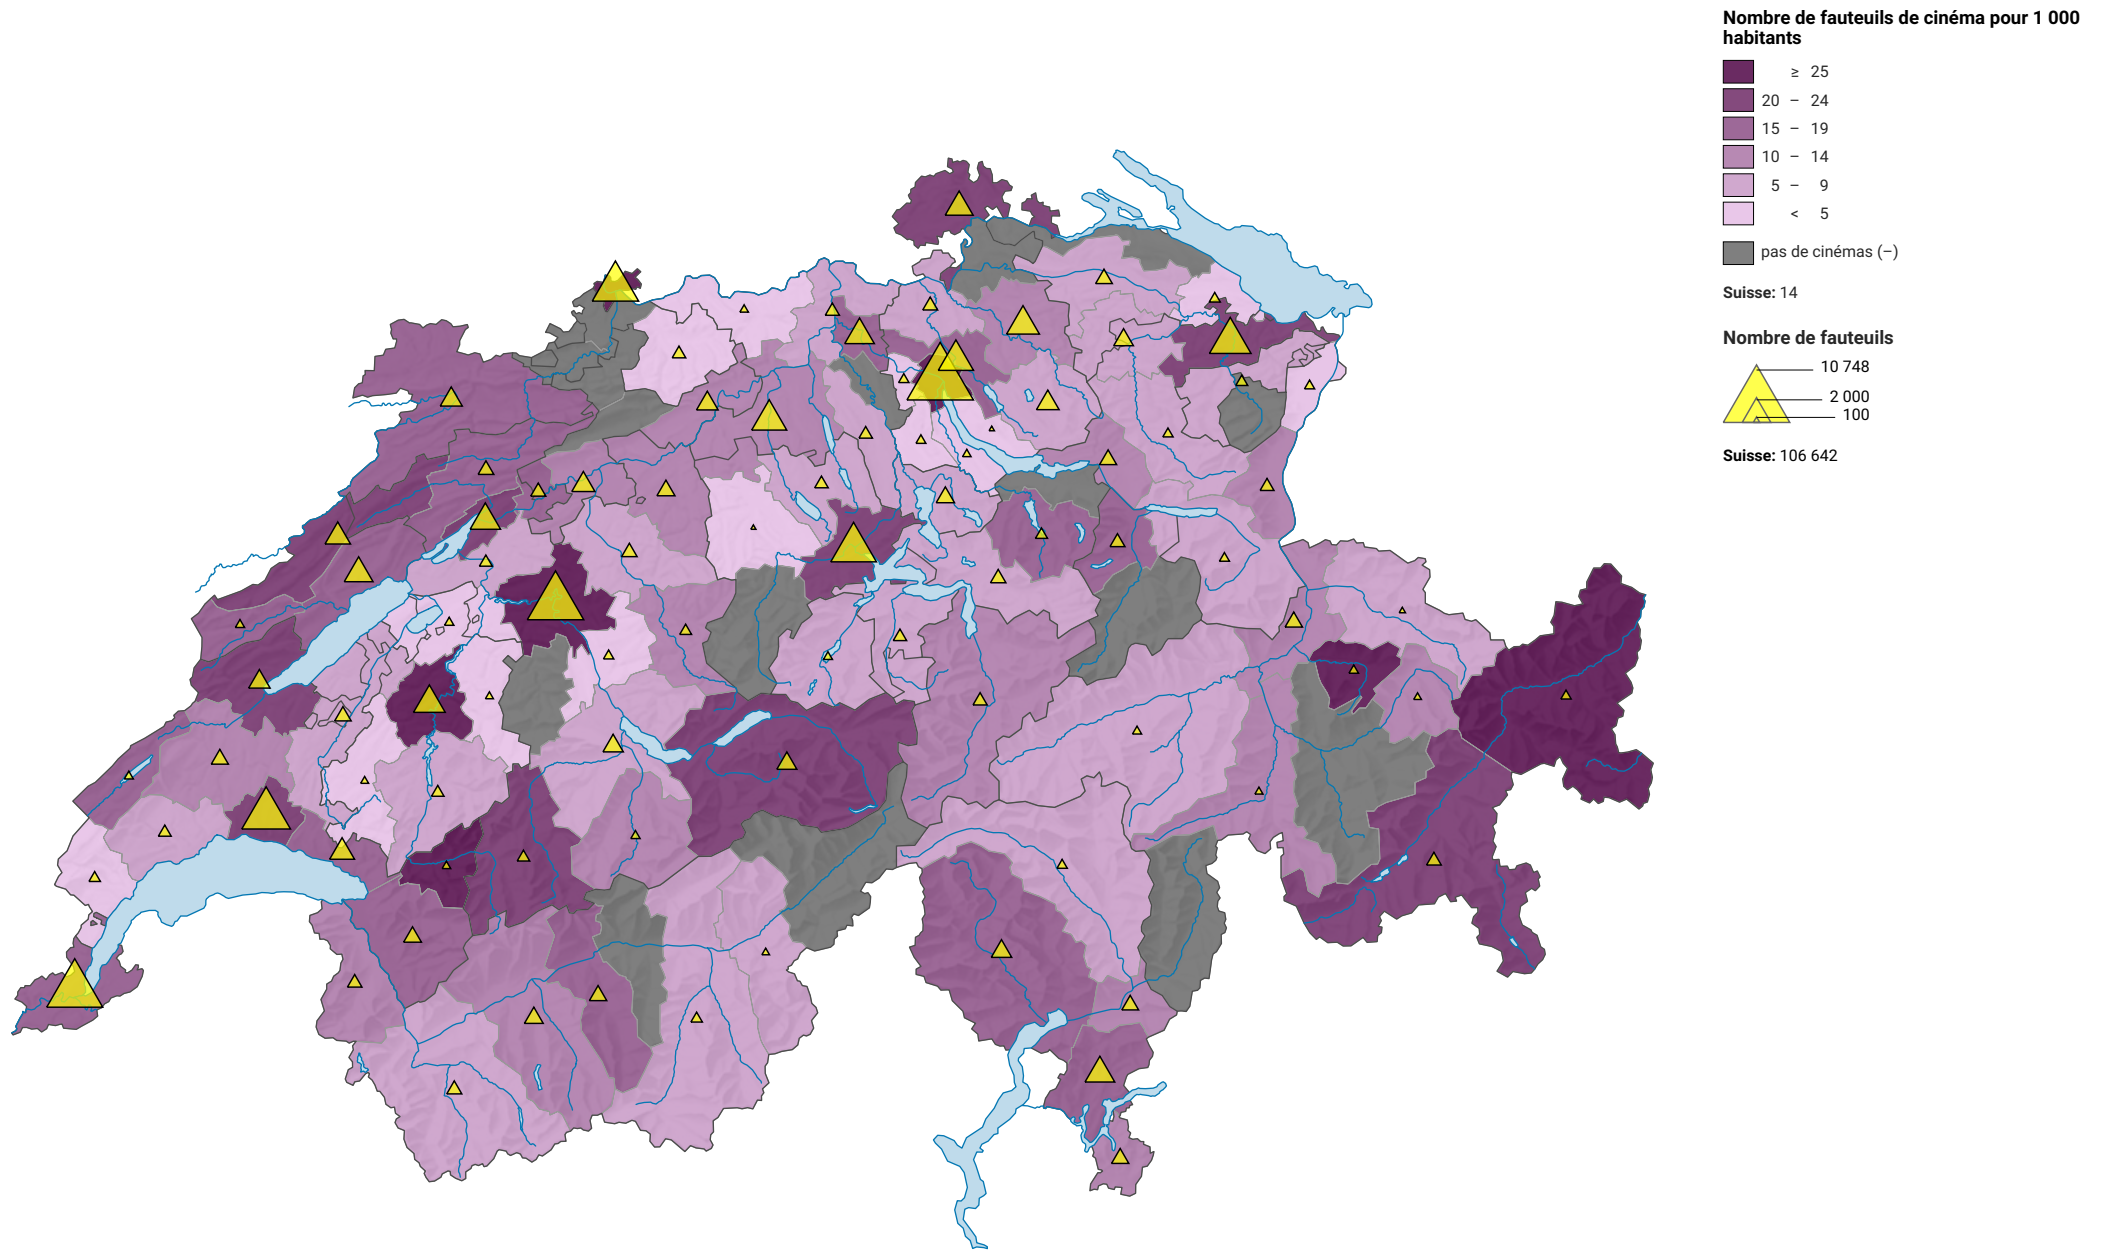 Nombre de fauteuils de cinéma pour 1 000
habitants
≥ 25
20 – 24
15 – 19
10 – 14
5 – 9
< 5
pas de cinémas (–)
Suisse: 14
Nombre de fauteuils
10 748
2 000
100
Suisse: 106 642